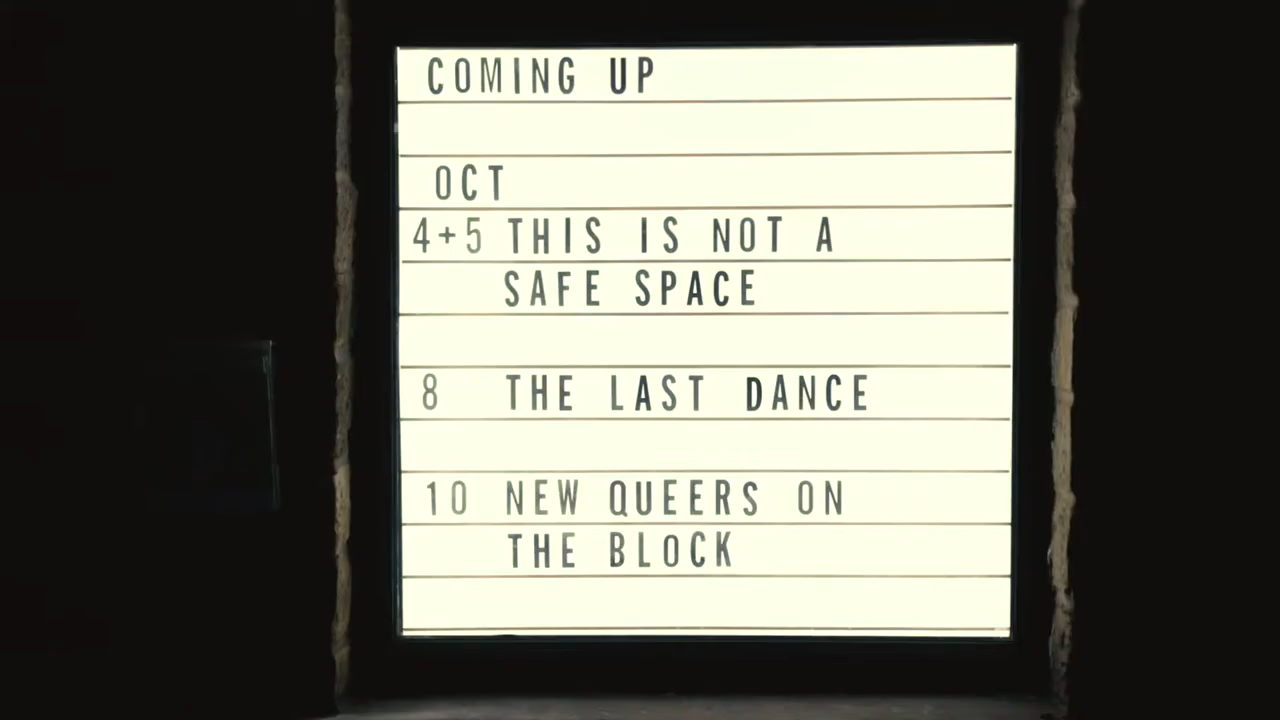 COMING UP
OCT
4+5 THIS IS NOT A
SAFE SPACE
8 THE LAST DANCE
10 NEW QUEERS ON
THE BLOCK